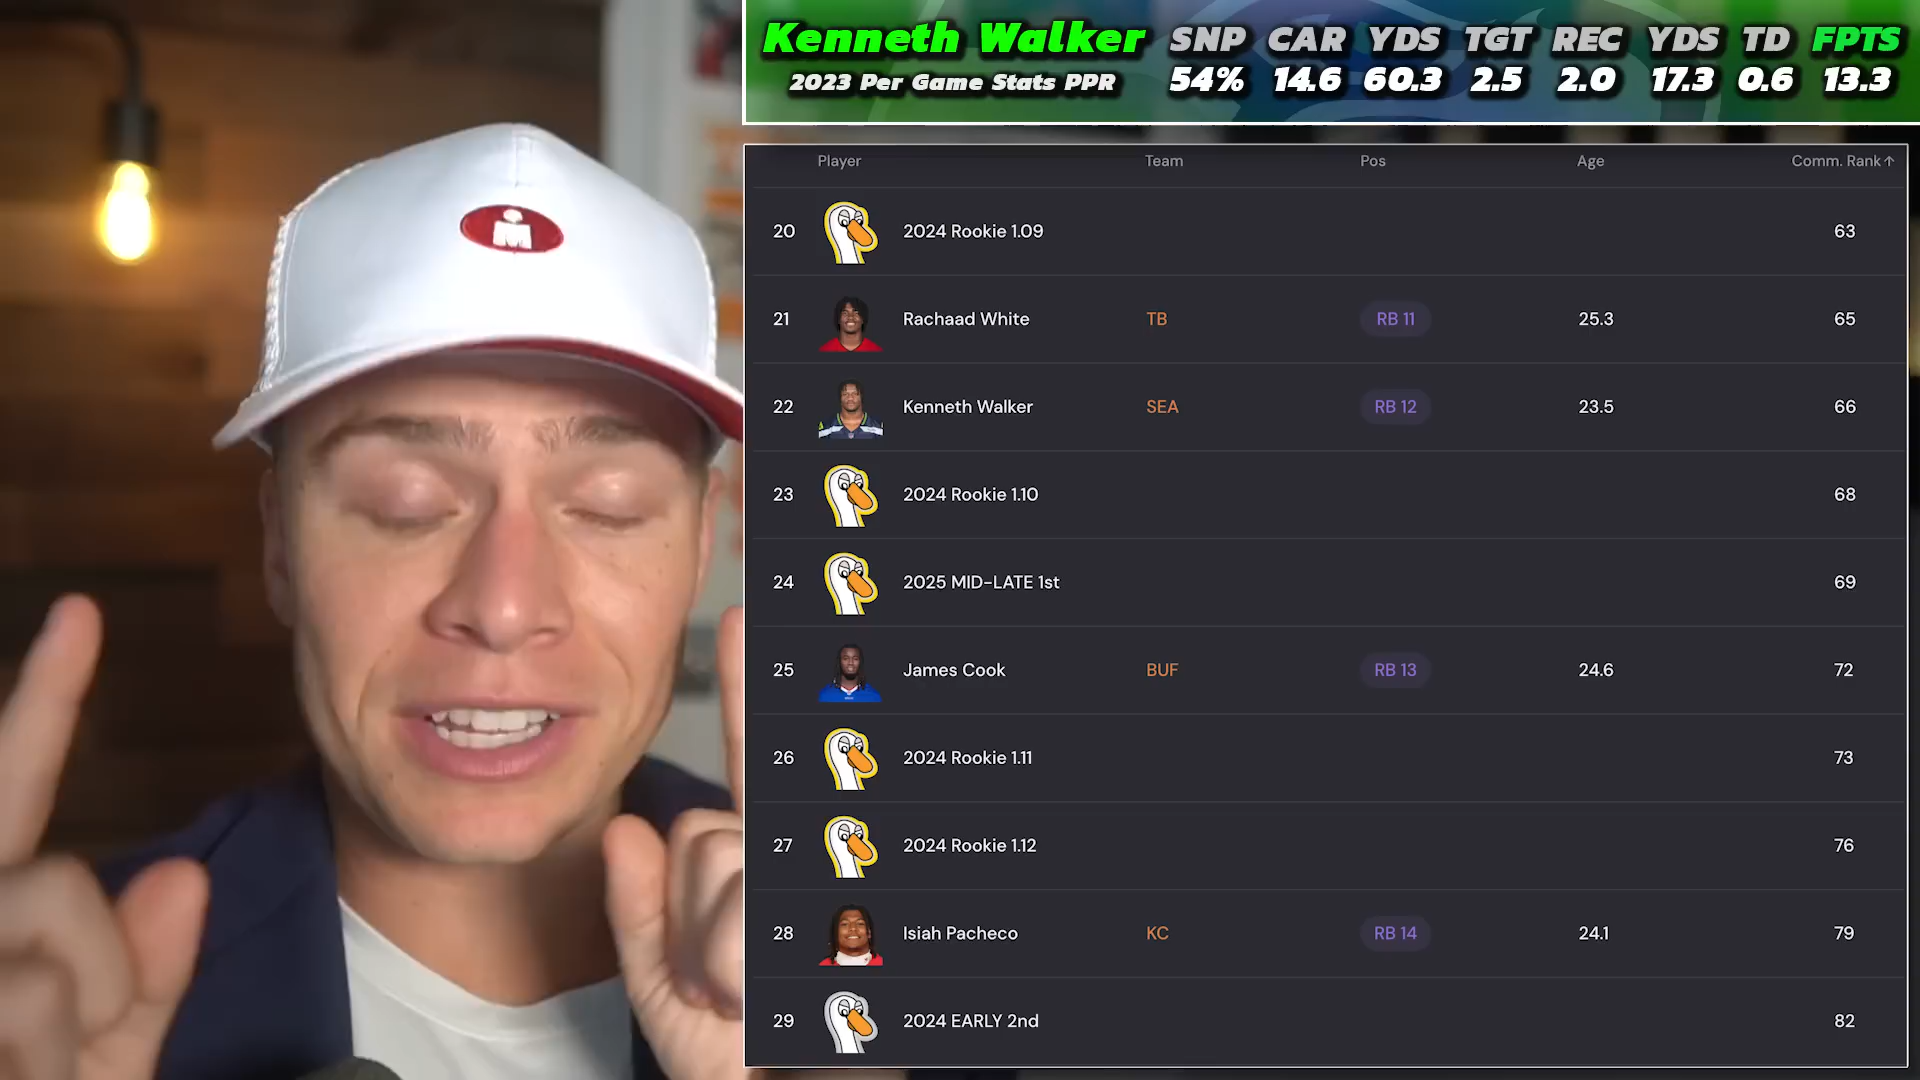 Kenneth Walker
2023 Per Game Stats PPR
SNP CAR YDS TGT REC YDS TD FPTS
54% 14.6 60.3 2.5 2.0 17.3 0.6 13.3
Player Team Pos Age Comm. Rank↑
20 2024 Rookie 1.09 63
21 Rachaad White TB RB 11 25.3 65
22 Kenneth Walker SEA RB 12 23.5 66
23 2024 Rookie 1.10 68
24 2025 MID-LATE 1st 69
25 James Cook BUF RB 13 24.6 72
26 2024 Rookie 1.11 73
27 2024 Rookie 1.12 76
28 Isiah Pacheco KC RB 14 24.1 79
29 2024 EARLY 2nd 82